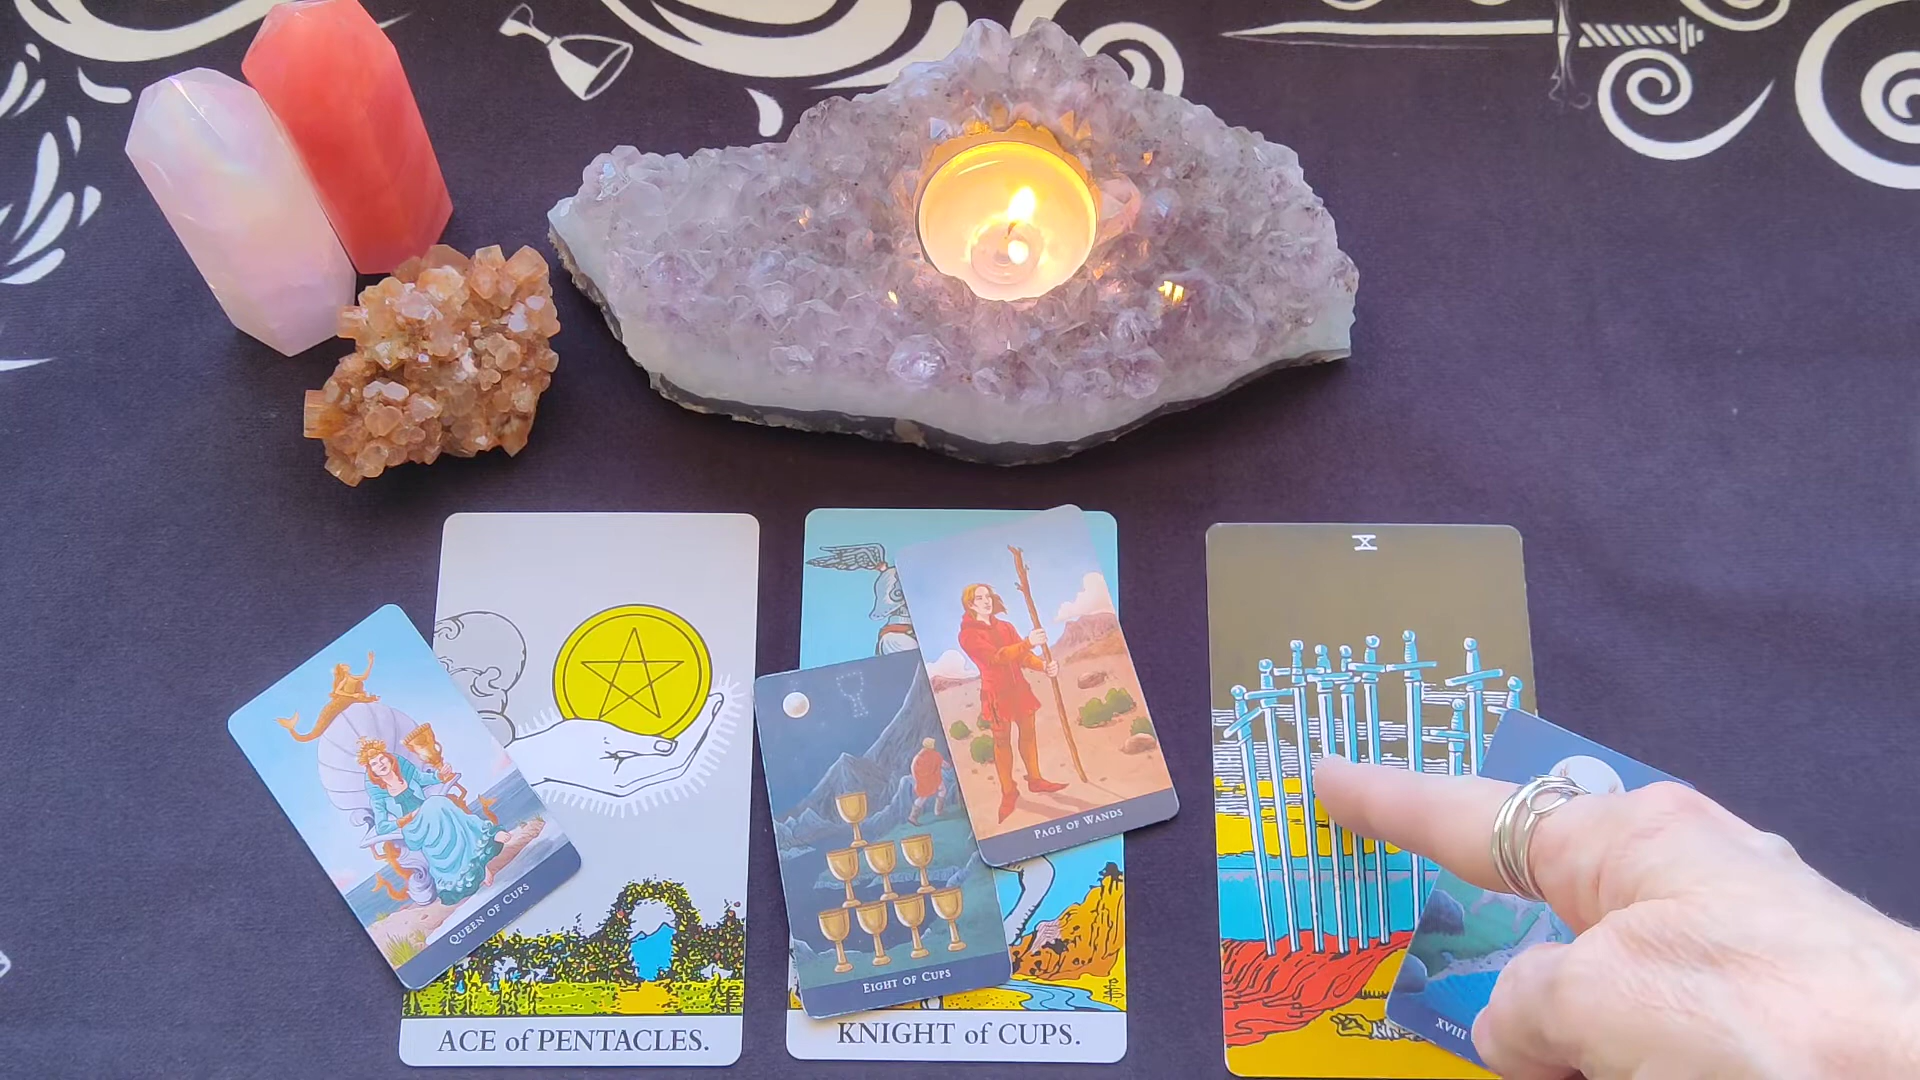 X
QUEEN OF CUPS
EIGHT OF CUPS
PAGE OF WANDS
XVIII
ACE of PENTACLES.
KNIGHT of CUPS.